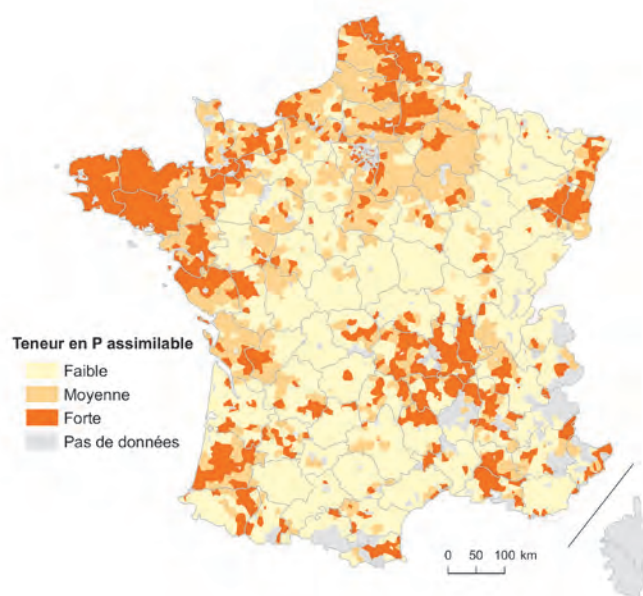 Teneur en P assimilable
Faible
Moyenne
Forte
Pas de données
0 50 100 km